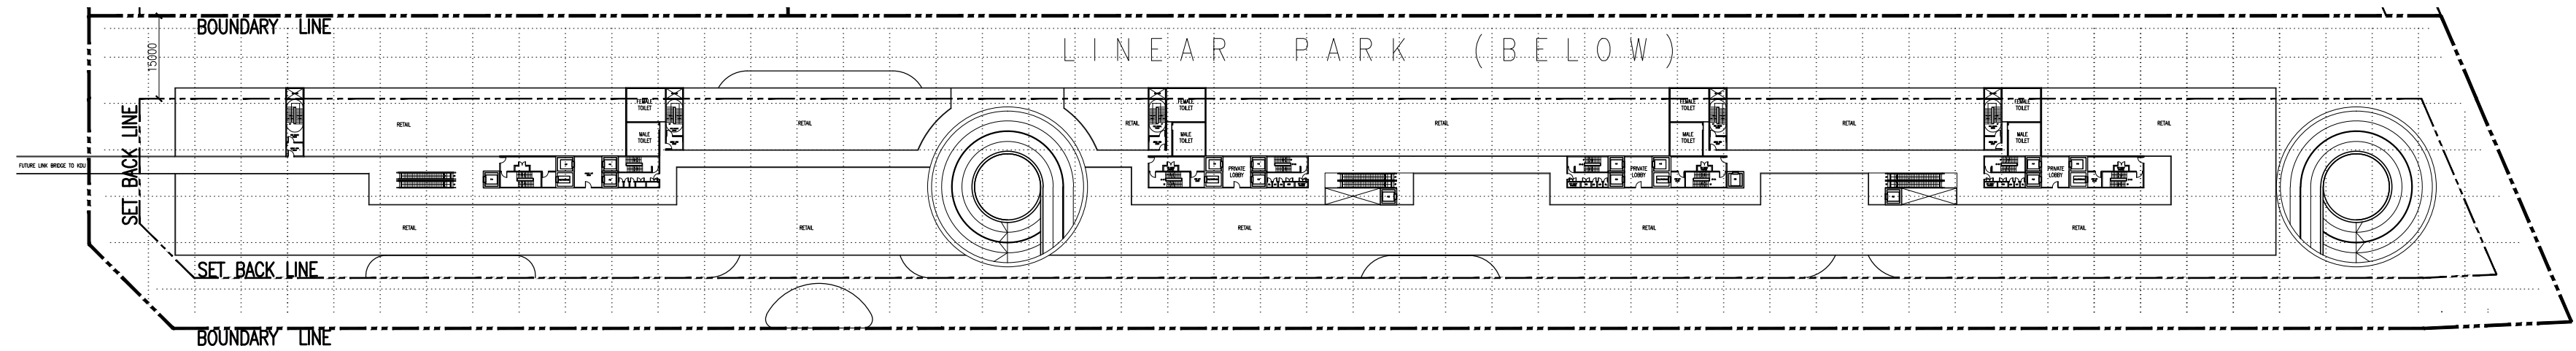 BOUNDARY LINE
LINEAR PARK (BELOW)
15000
SET BACK LINE
FEMALE
TOILET
FEMALE
TOILET
FEMALE
TOILET
FEMALE
TOILET
RETAIL
RETAIL
RETAIL
RETAIL
RETAIL
RETAIL
MALE
TOILET
MALE
TOILET
MALE
TOILET
MALE
TOILET
FUTURE LINK BRIDGE TO KDU
PRIVATE
LOBBY
PRIVATE
LOBBY
PRIVATE
LOBBY
RETAIL
RETAIL
RETAIL
RETAIL
RETAIL
SET BACK LINE
BOUNDARY LINE